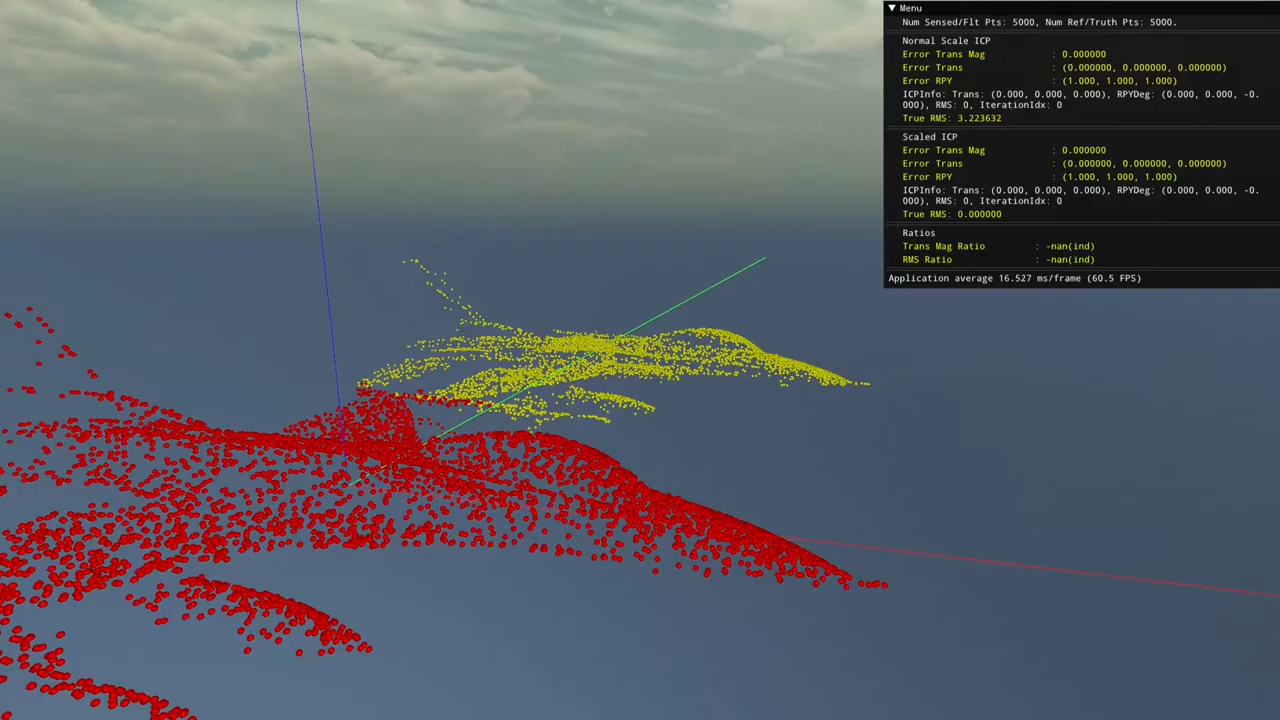 Menu
Num Sensed/Flt Pts: 5000, Num Ref/Truth Pts: 5000.
Normal Scale ICP
Error Trans Mag : 0.000000
Error Trans : (0.000000, 0.000000, 0.000000)
Error RPY : (1.000, 1.000, 1.000)
ICPInfo: Trans: (0.000, 0.000, 0.000), RPYDeg: (0.000, 0.000, -0.
000), RMS: 0, IterationIdx: 0
True RMS: 3.223632
Scaled ICP
Error Trans Mag : 0.000000
Error Trans : (0.000000, 0.000000, 0.000000)
Error RPY : (1.000, 1.000, 1.000)
ICPInfo: Trans: (0.000, 0.000, 0.000), RPYDeg: (0.000, 0.000, -0.
000), RMS: 0, IterationIdx: 0
True RMS: 0.000000
Ratios
Trans Mag Ratio : -nan(ind)
RMS Ratio : -nan(ind)
Application average 16.527 ms/frame (60.5 FPS)